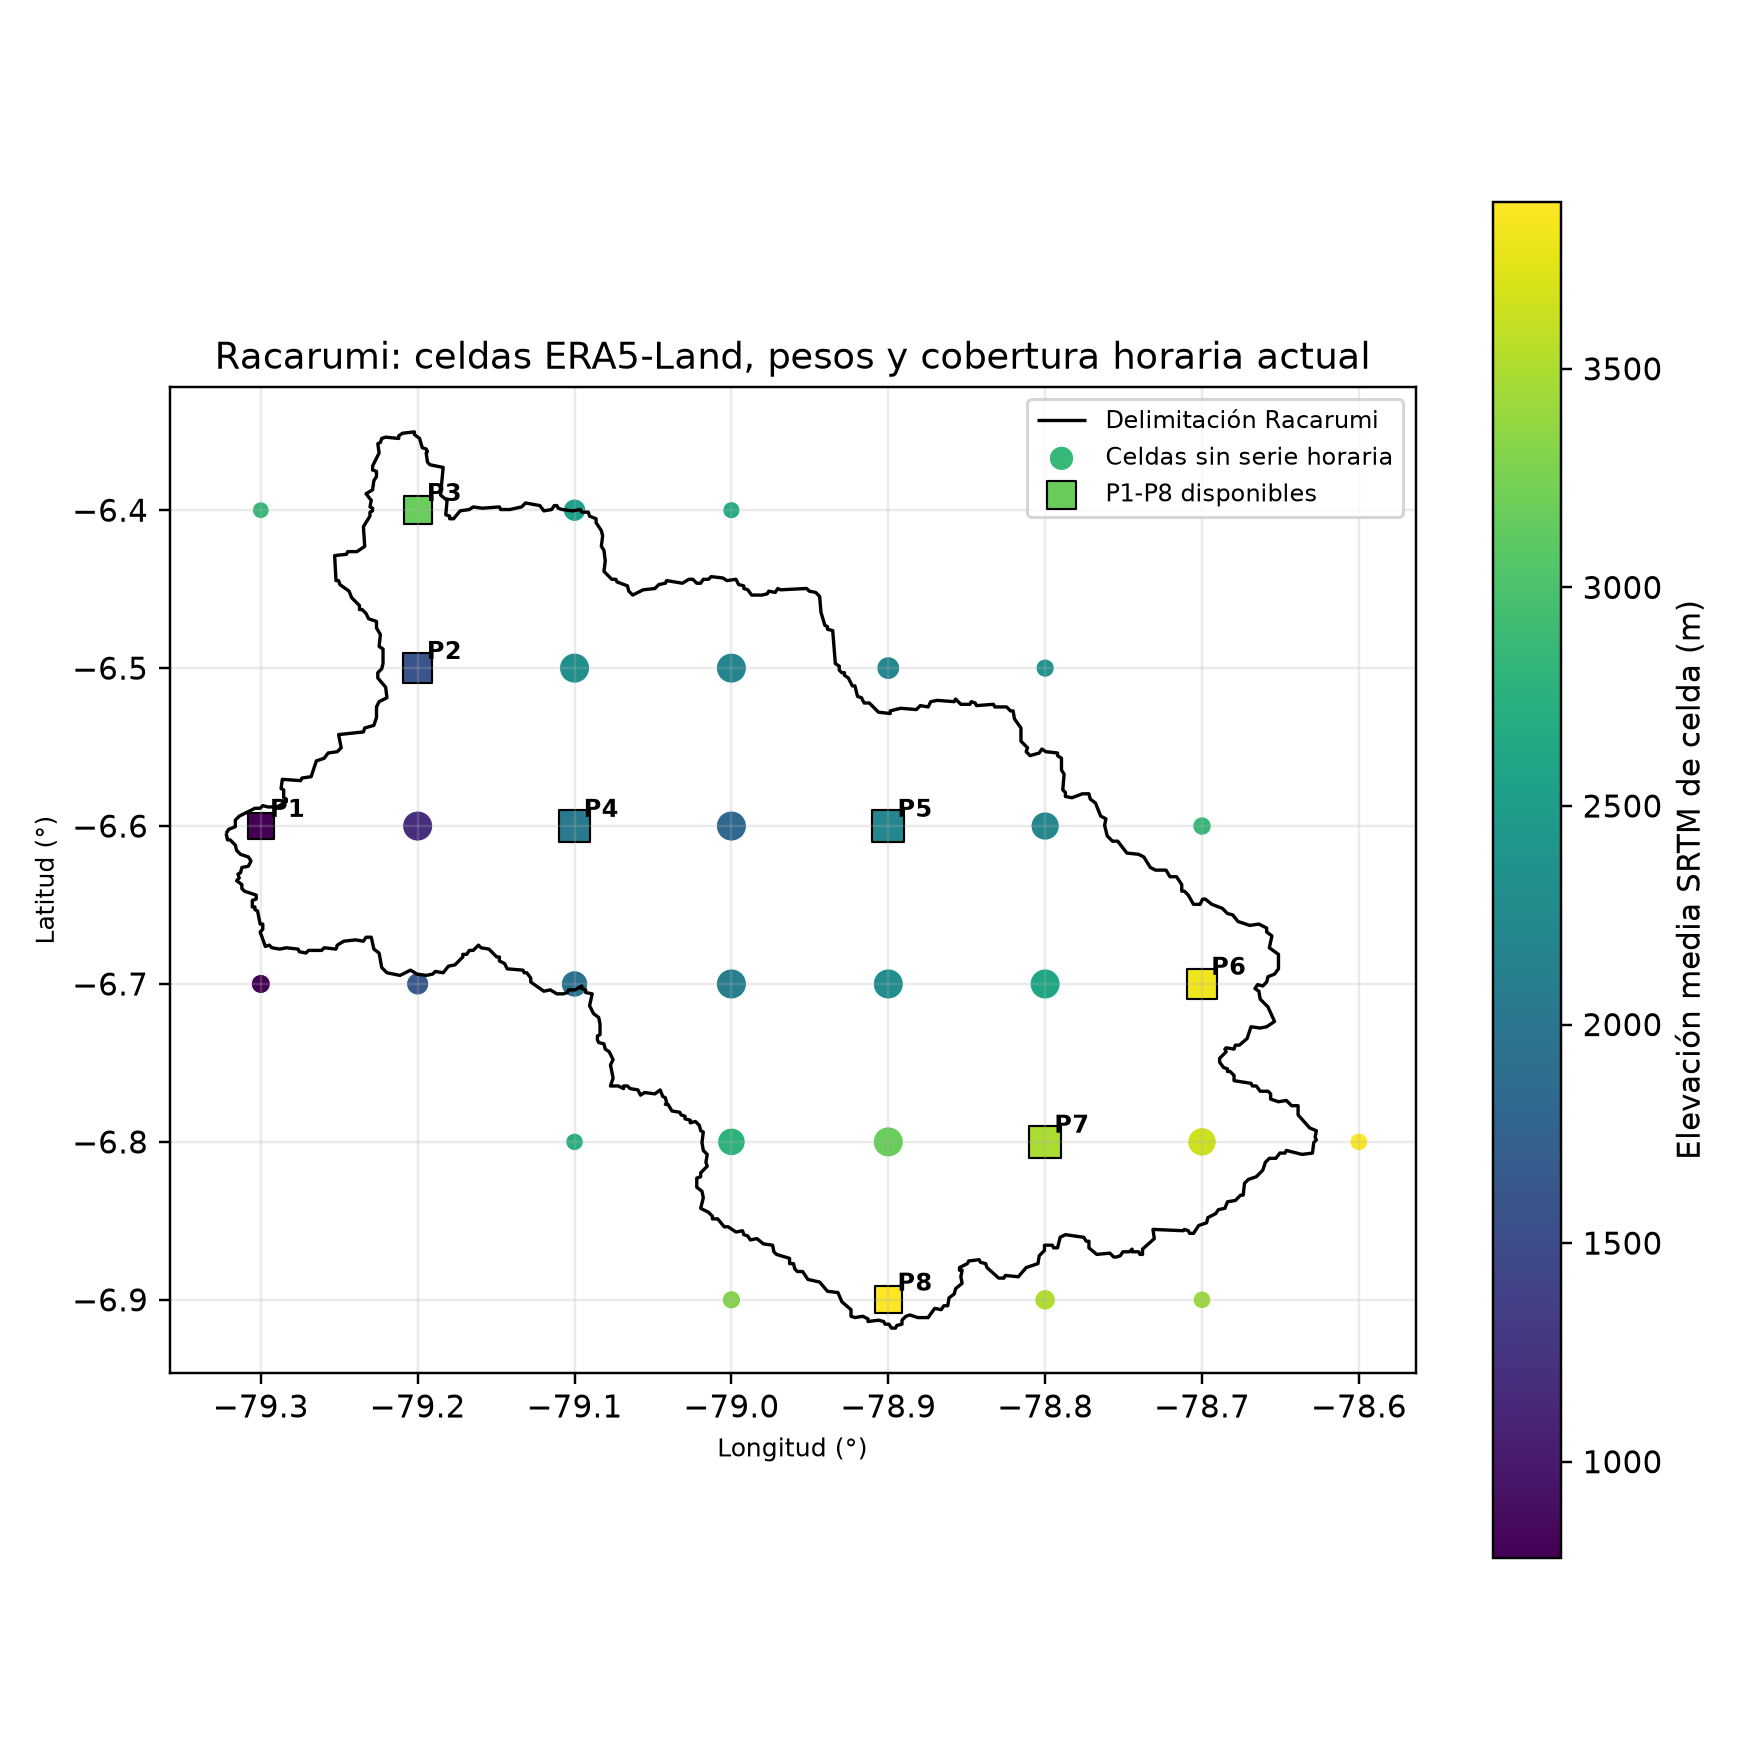 Racarumi: celdas ERA5-Land, pesos y cobertura horaria actual
Delimitación Racarumi
Celdas sin serie horaria
P1-P8 disponibles
P3
P2
P1
P4
P5
P6
P7
P8
−6.4
−6.5
−6.6
−6.7
−6.8
−6.9
Latitud (°)
−79.3
−79.2
−79.1
−79.0
−78.9
−78.8
−78.7
−78.6
Longitud (°)
3500
3000
2500
2000
1500
1000
Elevación media SRTM de celda (m)